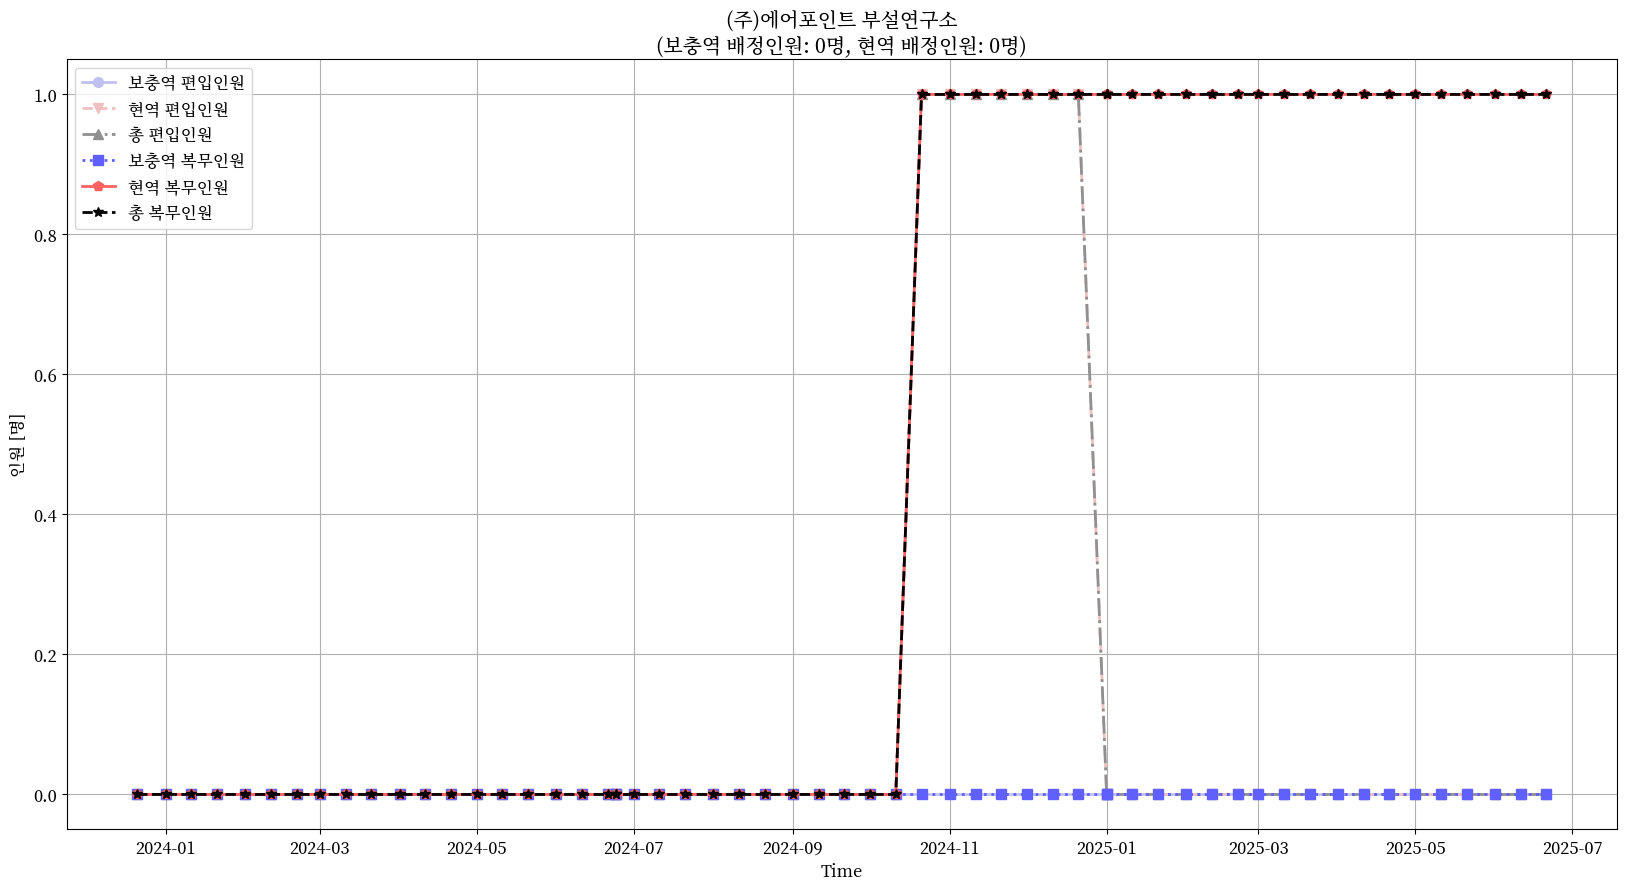 (주)에어포인트 부설연구소
(보충역 배정인원: 0명, 현역 배정인원: 0명)
보충역 편입인원
현역 편입인원
총 편입인원
보충역 복무인원
현역 복무인원
총 복무인원
인원 [명]
1.0
0.8
0.6
0.4
0.2
0.0
2024-01
2024-03
2024-05
2024-07
2024-09
2024-11
2025-01
2025-03
2025-05
2025-07
Time